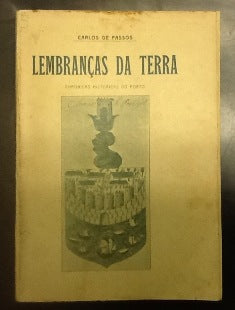 CARLOS DE PASSOS
LEMBRANÇAS DA TERRA
CHRONICAS HISTORICAS DO PORTO